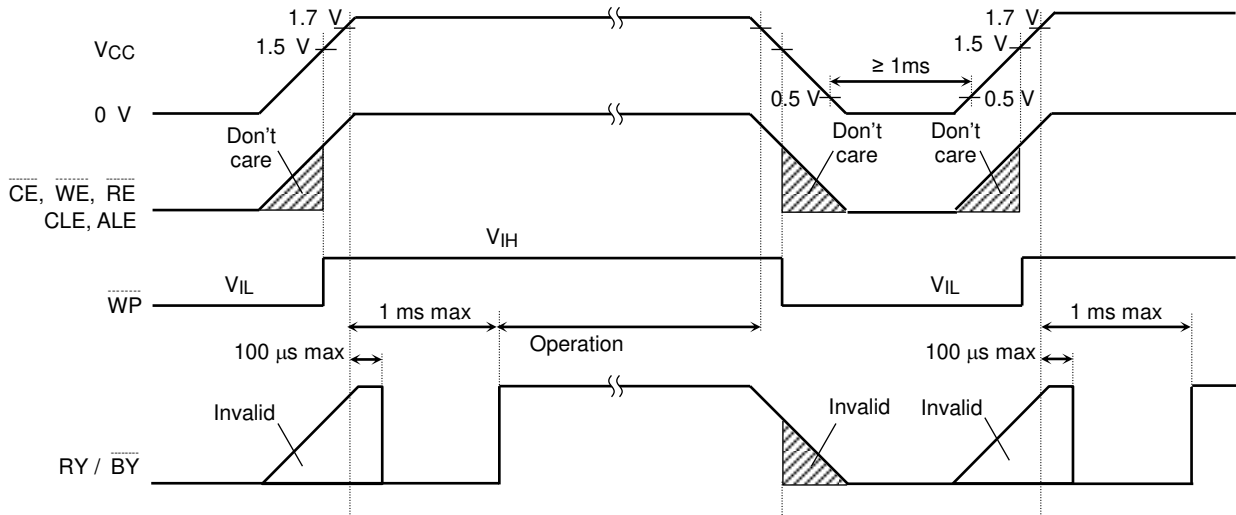 1.7 V
1.7 V
1.5 V
1.5 V
VCC
≥ 1ms
0.5 V
0.5 V
0 V
Don't care
Don't care
Don't care
CE, WE, RE
CLE, ALE
VIH
VIL
VIL
WP
1 ms max
1 ms max
Operation
100 μs max
100 μs max
Invalid
Invalid
Invalid
RY / BY